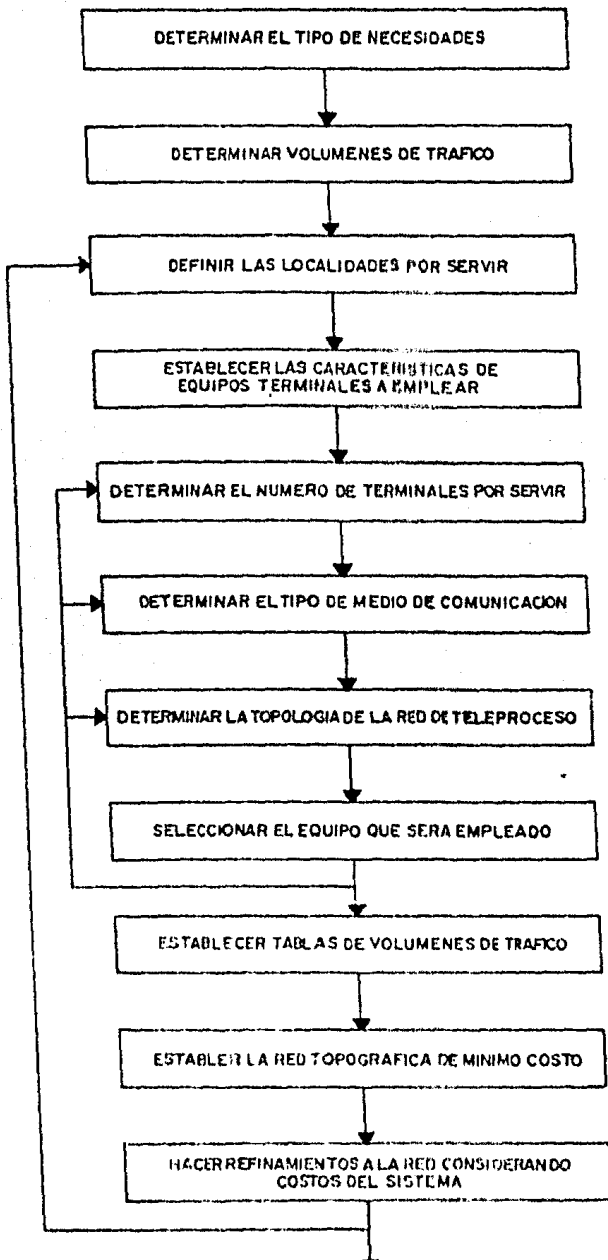 DETERMINAR EL TIPO DE NECESIDADES
DETERMINAR VOLUMENES DE TRAFICO
DEFINIR LAS LOCALIDADES POR SERVIR
ESTABLECER LAS CARACTERISTICAS DE
EQUIPOS TERMINALES A EMPLEAR
DETERMINAR EL NUMERO DE TERMINALES POR SERVIR
DETERMINAR EL TIPO DE MEDIO DE COMUNICACION
DETERMINAR LA TOPOLOGIA DE LA RED DE TELEPROCESO
SELECCIONAR EL EQUIPO QUE SERA EMPLEADO
ESTABLECER TABLAS DE VOLUMENES DE TRAFICO
ESTABLER LA RED TOPOGRAFICA DE MINIMO COSTO
HACER REFINAMIENTOS A LA RED CONSIDERANDO
COSTOS DEL SISTEMA